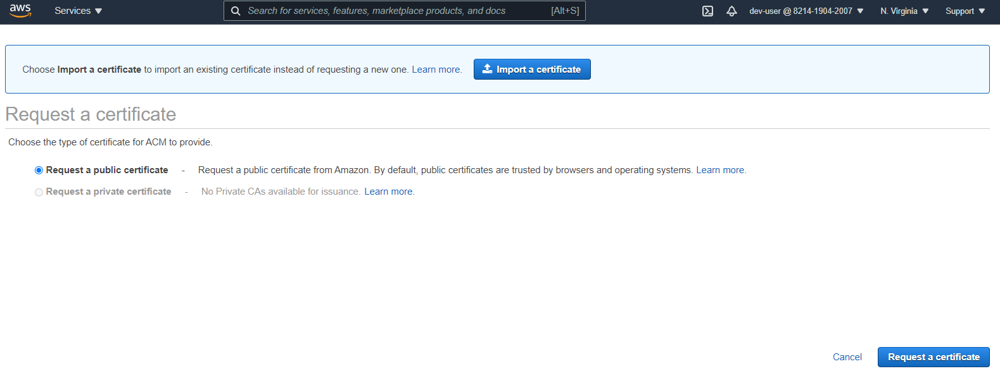 aws Services Search for services, features, marketplace products, and docs [Alt+S] dev-user @ 8214-1904-2007 N. Virginia Support
Choose Import a certificate to import an existing certificate instead of requesting a new one. Learn more. Import a certificate
Request a certificate
Choose the type of certificate for ACM to provide.
Request a public certificate - Request a public certificate from Amazon. By default, public certificates are trusted by browsers and operating systems. Learn more.
Request a private certificate - No Private CAs available for issuance. Learn more.
Cancel Request a certificate